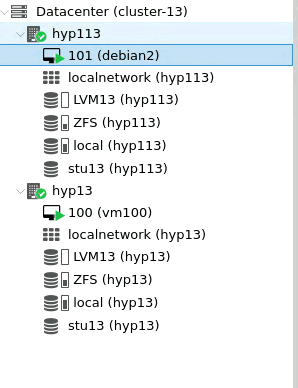 Datacenter (cluster-13)
hyp113
101 (debian2)
localnetwork (hyp113)
LVM13 (hyp113)
ZFS (hyp113)
local (hyp113)
stu13 (hyp113)
hyp13
100 (vm100)
localnetwork (hyp13)
LVM13 (hyp13)
ZFS (hyp13)
local (hyp13)
stu13 (hyp13)